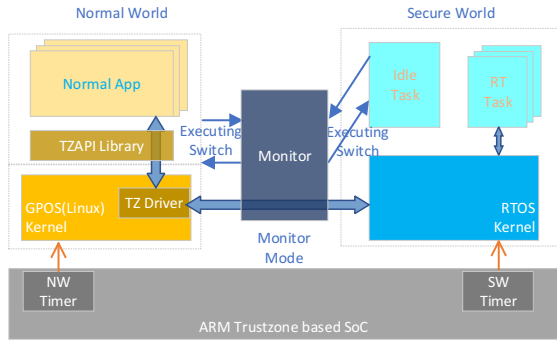 Normal World
Secure World
Normal App
Idle
Task
RT
Task
Executing
Switch
Monitor
Executing
Switch
TZAPI Library
GPOS(Linux)
Kernel
TZ Driver
RTOS
Kernel
Monitor
Mode
NW
Timer
SW
Timer
ARM Trustzone based SoC